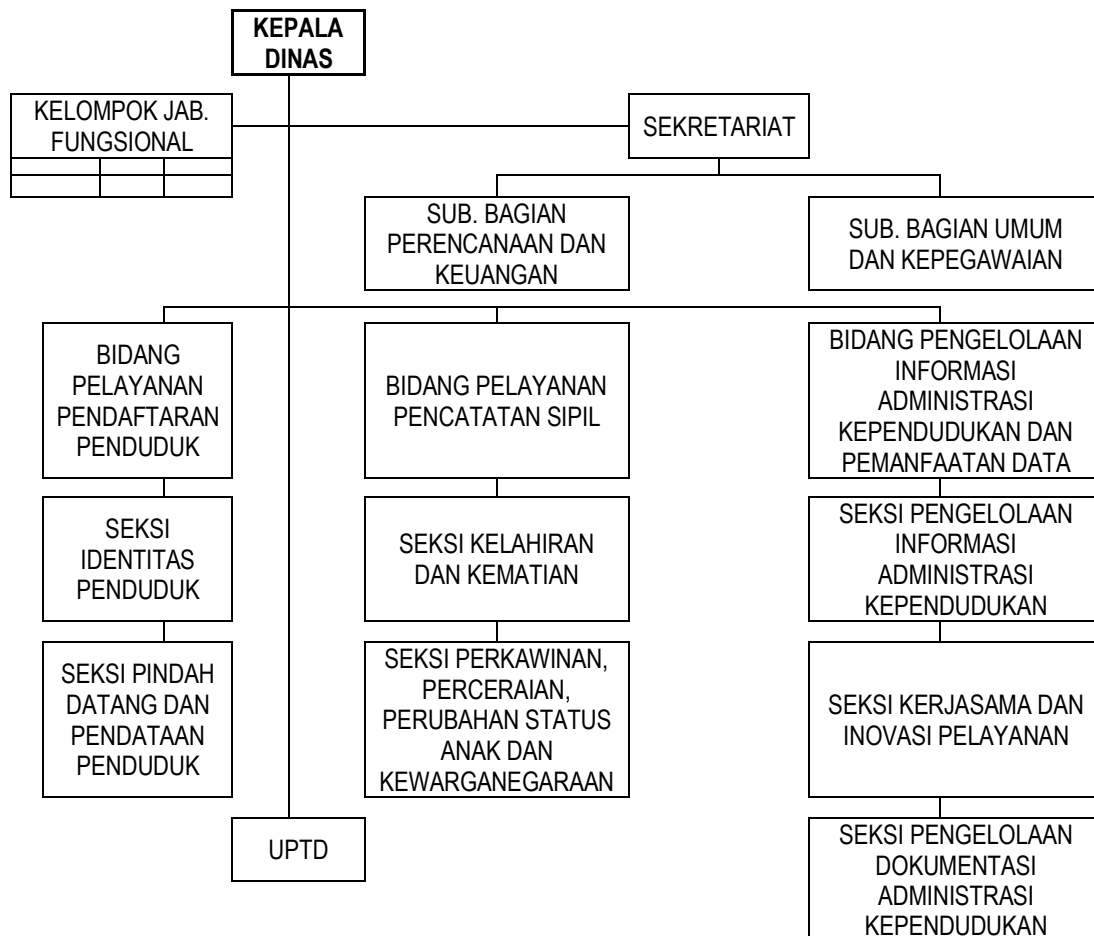 KEPALA
DINAS
KELOMPOK JAB.
FUNGSIONAL
SEKRETARIAT
SUB. BAGIAN
PERENCANAAN DAN
KEUANGAN
SUB. BAGIAN UMUM
DAN KEPEGAWAIAN
BIDANG
PELAYANAN
PENDAFTARAN
PENDUDUK
BIDANG PELAYANAN
PENCATATAN SIPIL
BIDANG PENGELOLAAN
INFORMASI
ADMINISTRASI
KEPENDUDUKAN DAN
PEMANFAATAN DATA
SEKSI
IDENTITAS
PENDUDUK
SEKSI KELAHIRAN
DAN KEMATIAN
SEKSI PENGELOLAAN
INFORMASI
ADMINISTRASI
KEPENDUDUKAN
SEKSI PINDAH
DATANG DAN
PENDATAAN
PENDUDUK
SEKSI PERKAWINAN,
PERCERAIAN,
PERUBAHAN STATUS
ANAK DAN
KEWARGANEGARAAN
SEKSI KERJASAMA DAN
INOVASI PELAYANAN
UPTD
SEKSI PENGELOLAAN
DOKUMENTASI
ADMINISTRASI
KEPENDUDUKAN